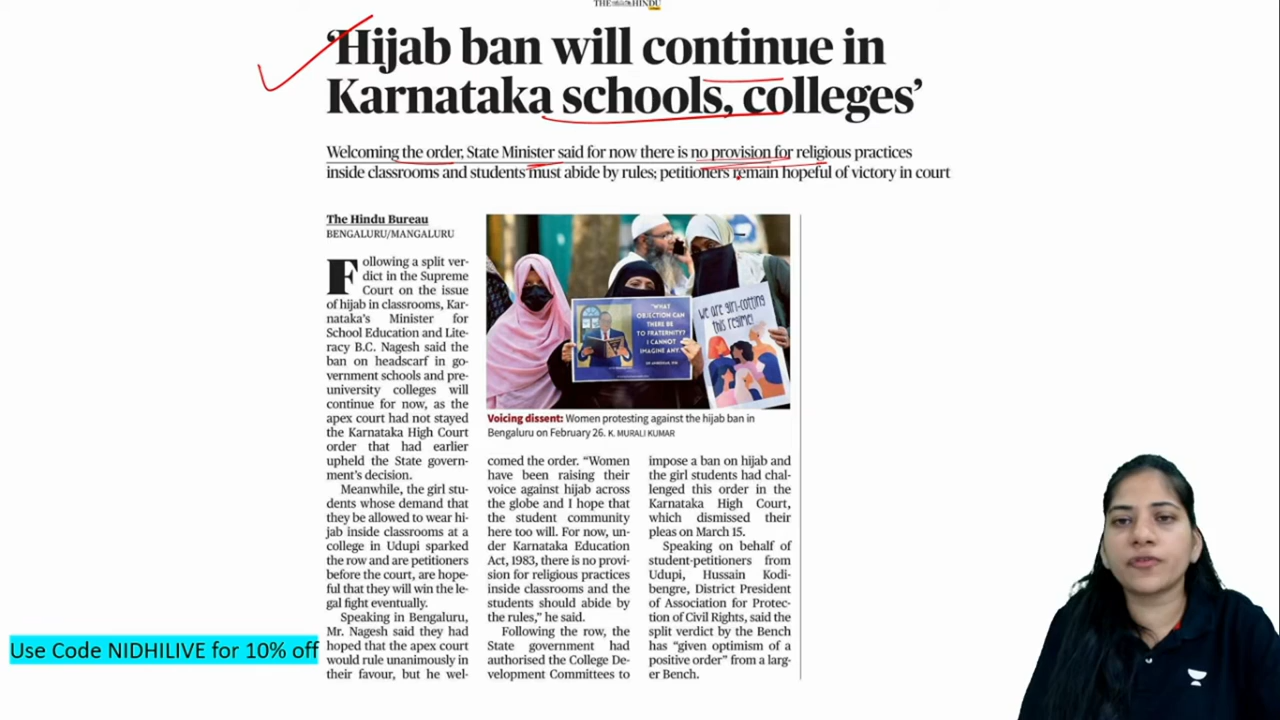 THE HINDU
‘Hijab ban will continue in
Karnataka schools, colleges’
Welcoming the order, State Minister said for now there is no provision for religious practices
inside classrooms and students must abide by rules; petitioners remain hopeful of victory in court
The Hindu Bureau
BENGALURU/MANGALURU
Following a split ver-
dict in the Supreme
Court on the issue
of hijab in classrooms, Kar-
nataka’s Minister for
School Education and Lite-
racy B.C. Nagesh said the
ban on headscarf in go-
vernment schools and pre-
university colleges will
continue for now, as the
apex court had not stayed
the Karnataka High Court
order that had earlier
upheld the State govern-
ment’s decision.
Meanwhile, the girl stu-
dents whose demand that
they be allowed to wear hi-
jab inside classrooms at a
college in Udupi sparked
the row and are petitioners
before the court, are hope-
ful that they will win the le-
gal fight eventually.
Speaking in Bengaluru,
Mr. Nagesh said they had
hoped that the apex court
would rule unanimously in
their favour, but he wel-
“WHAT
OBJECTION CAN
THERE BE
TO FRATERNITY?
I CANNOT
IMAGINE ANY.
WE ARE GIRL-COTTING
THIS REGIME!
Voicing dissent: Women protesting against the hijab ban in
Bengaluru on February 26. K. MURALI KUMAR
comed the order. “Women
have been raising their
voice against hijab across
the globe and I hope that
the student community
here too will. For now, un-
der Karnataka Education
Act, 1983, there is no provi-
sion for religious practices
inside classrooms and the
students should abide by
the rules,” he said.
Following the row, the
State government had
authorised the College De-
velopment Committees to
impose a ban on hijab and
the girl students had chal-
lenged this order in the
Karnataka High Court,
which dismissed their
pleas on March 15.
Speaking on behalf of
student-petitioners from
Udupi, Hussain Kodi-
bengre, District President
of Association for Protec-
tion of Civil Rights, said the
split verdict by the Bench
has “given optimism of a
positive order” from a larg-
er Bench.
Use Code NIDHILIVE for 10% off